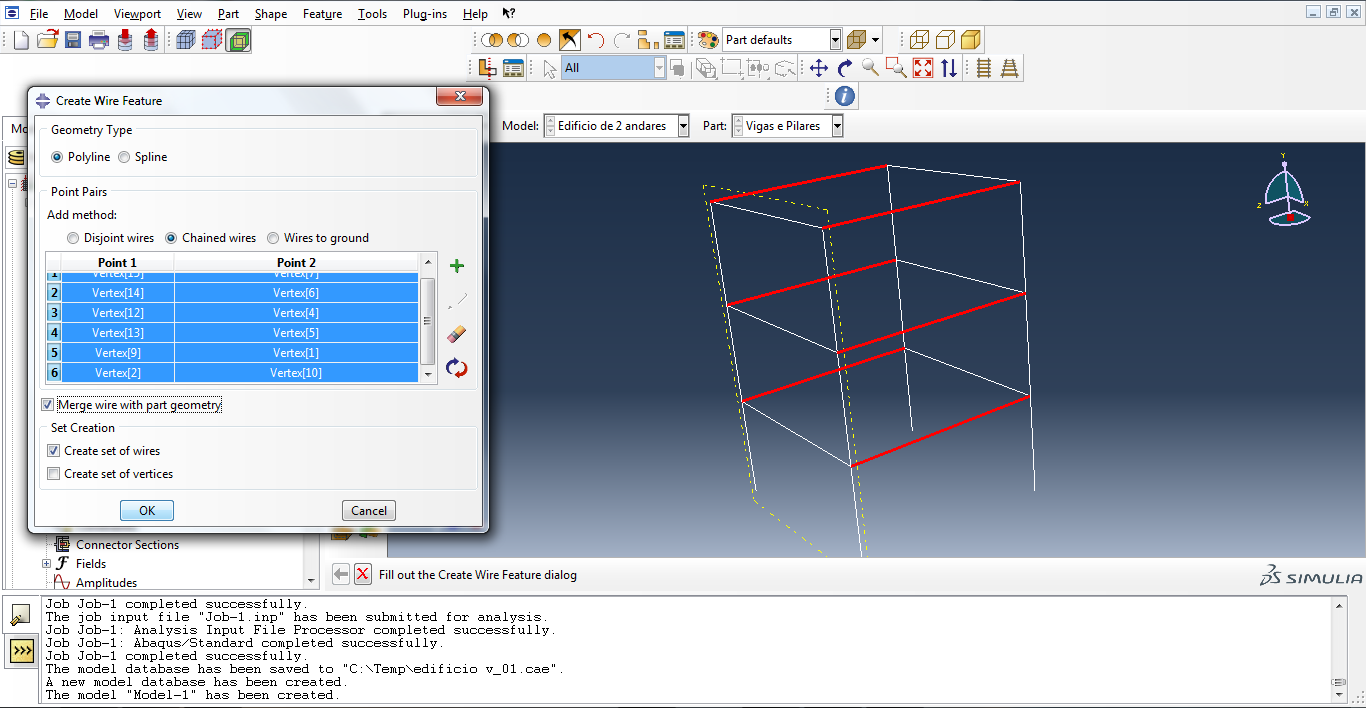 File Model Viewport View Part Shape Feature Tools Plug-ins Help
Part defaults
All
Create Wire Feature
Model: Edificio de 2 andares Part: Vigas e Pilares
Geometry Type
Polyline Spline
Point Pairs
Add method:
Disjoint wires Chained wires Wires to ground
Point 1 Point 2
1 Vertex[15] Vertex[7]
2 Vertex[14] Vertex[6]
3 Vertex[12] Vertex[4]
4 Vertex[13] Vertex[5]
5 Vertex[9] Vertex[1]
6 Vertex[2] Vertex[10]
Merge wire with part geometry
Set Creation
Create set of wires
Create set of vertices
OK Cancel
Y
Z X
Connector Sections
Fields
Amplitudes
Fill out the Create Wire Feature dialog
SIMULIA
Job Job-1 completed successfully.
The job input file "Job-1.inp" has been submitted for analysis.
Job Job-1: Analysis Input File Processor completed successfully.
Job Job-1: Abaqus/Standard completed successfully.
Job Job-1 completed successfully.
The model database has been saved to "C:\Temp\edificio v_01.cae".
A new model database has been created.
The model "Model-1" has been created.